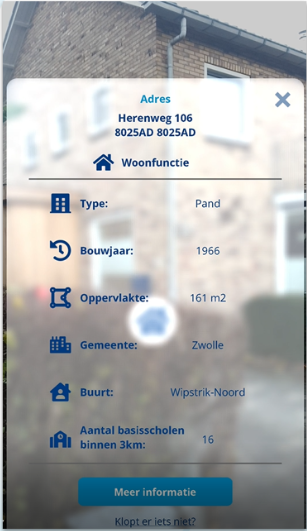 Adres
Herenweg 106
8025AD 8025AD
Woonfunctie
Type: Pand
Bouwjaar: 1966
Oppervlakte: 161 m2
Gemeente: Zwolle
Buurt: Wipstrik-Noord
Aantal basisscholen
binnen 3km: 16
Meer informatie
Klopt er iets niet?